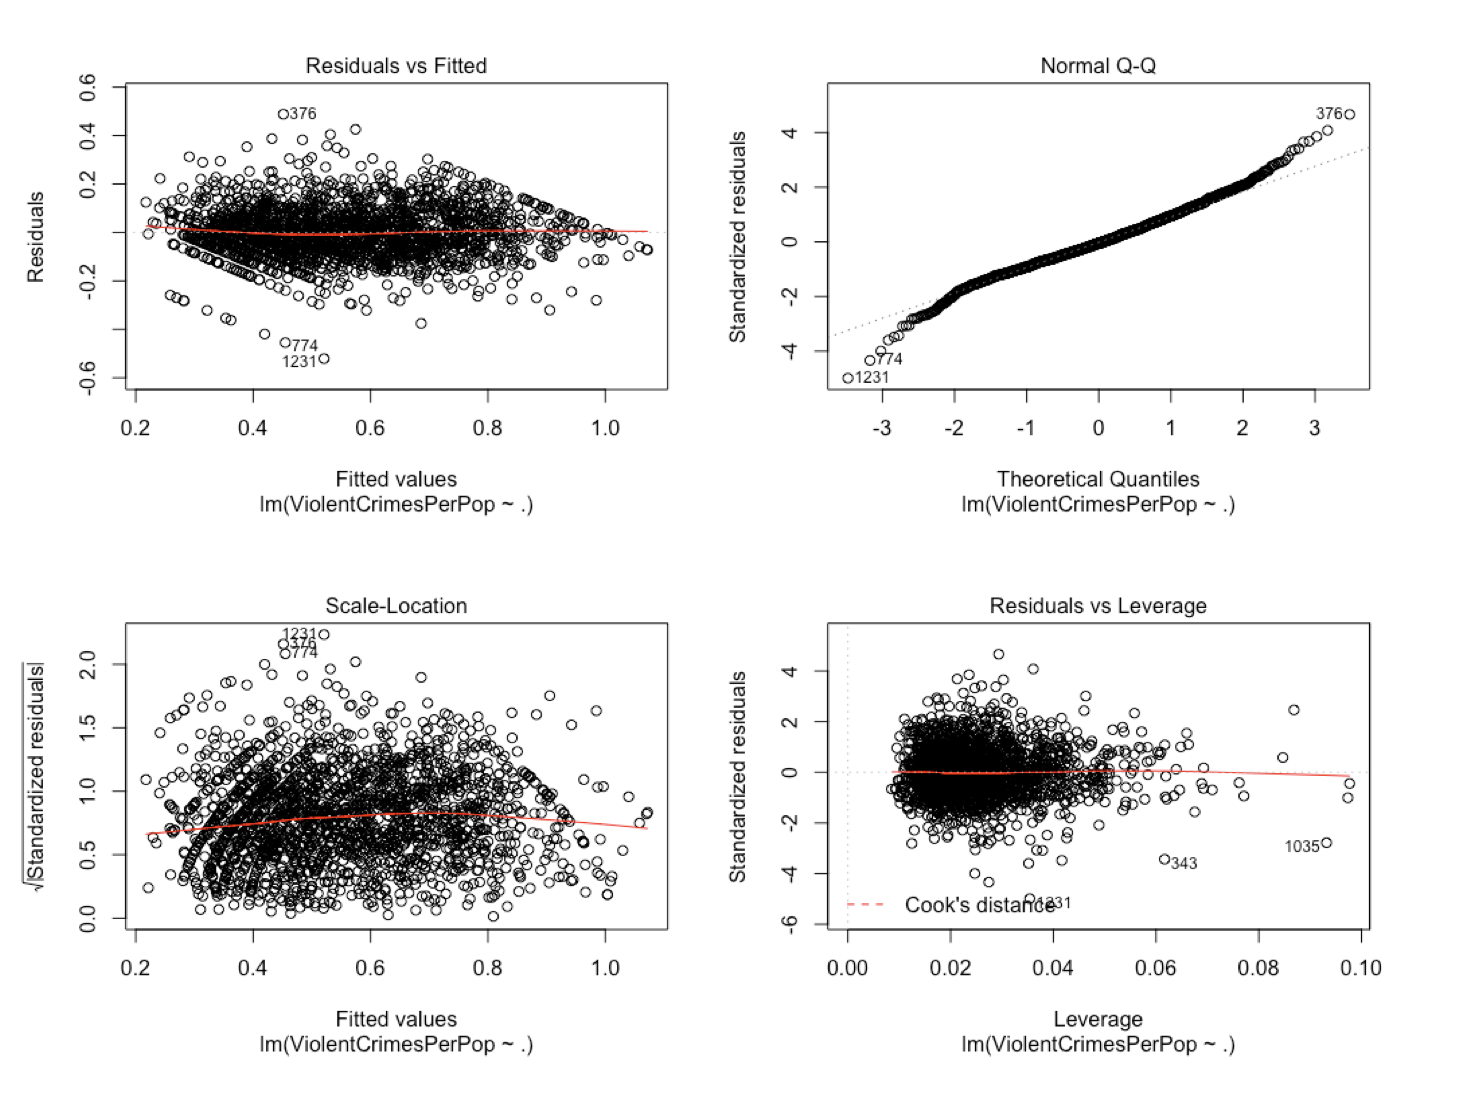 Residuals vs Fitted
Residuals
0.6
0.4
0.2
-0.2
-0.6
376
774
1231
0.2 0.4 0.6 0.8 1.0
Fitted values
lm(ViolentCrimesPerPop ~ .)
Normal Q-Q
Standardized residuals
4
2
0
-2
-4
376
774
1231
-3 -2 -1 0 1 2 3
Theoretical Quantiles
lm(ViolentCrimesPerPop ~ .)
Scale-Location
√|Standardized residuals|
2.0
1.5
1.0
0.5
0.0
1231
376
774
0.2 0.4 0.6 0.8 1.0
Fitted values
lm(ViolentCrimesPerPop ~ .)
Residuals vs Leverage
Standardized residuals
4
2
0
-2
-4
-6
1035
343
1231
Cook's distance
0.00 0.02 0.04 0.06 0.08 0.10
Leverage
lm(ViolentCrimesPerPop ~ .)